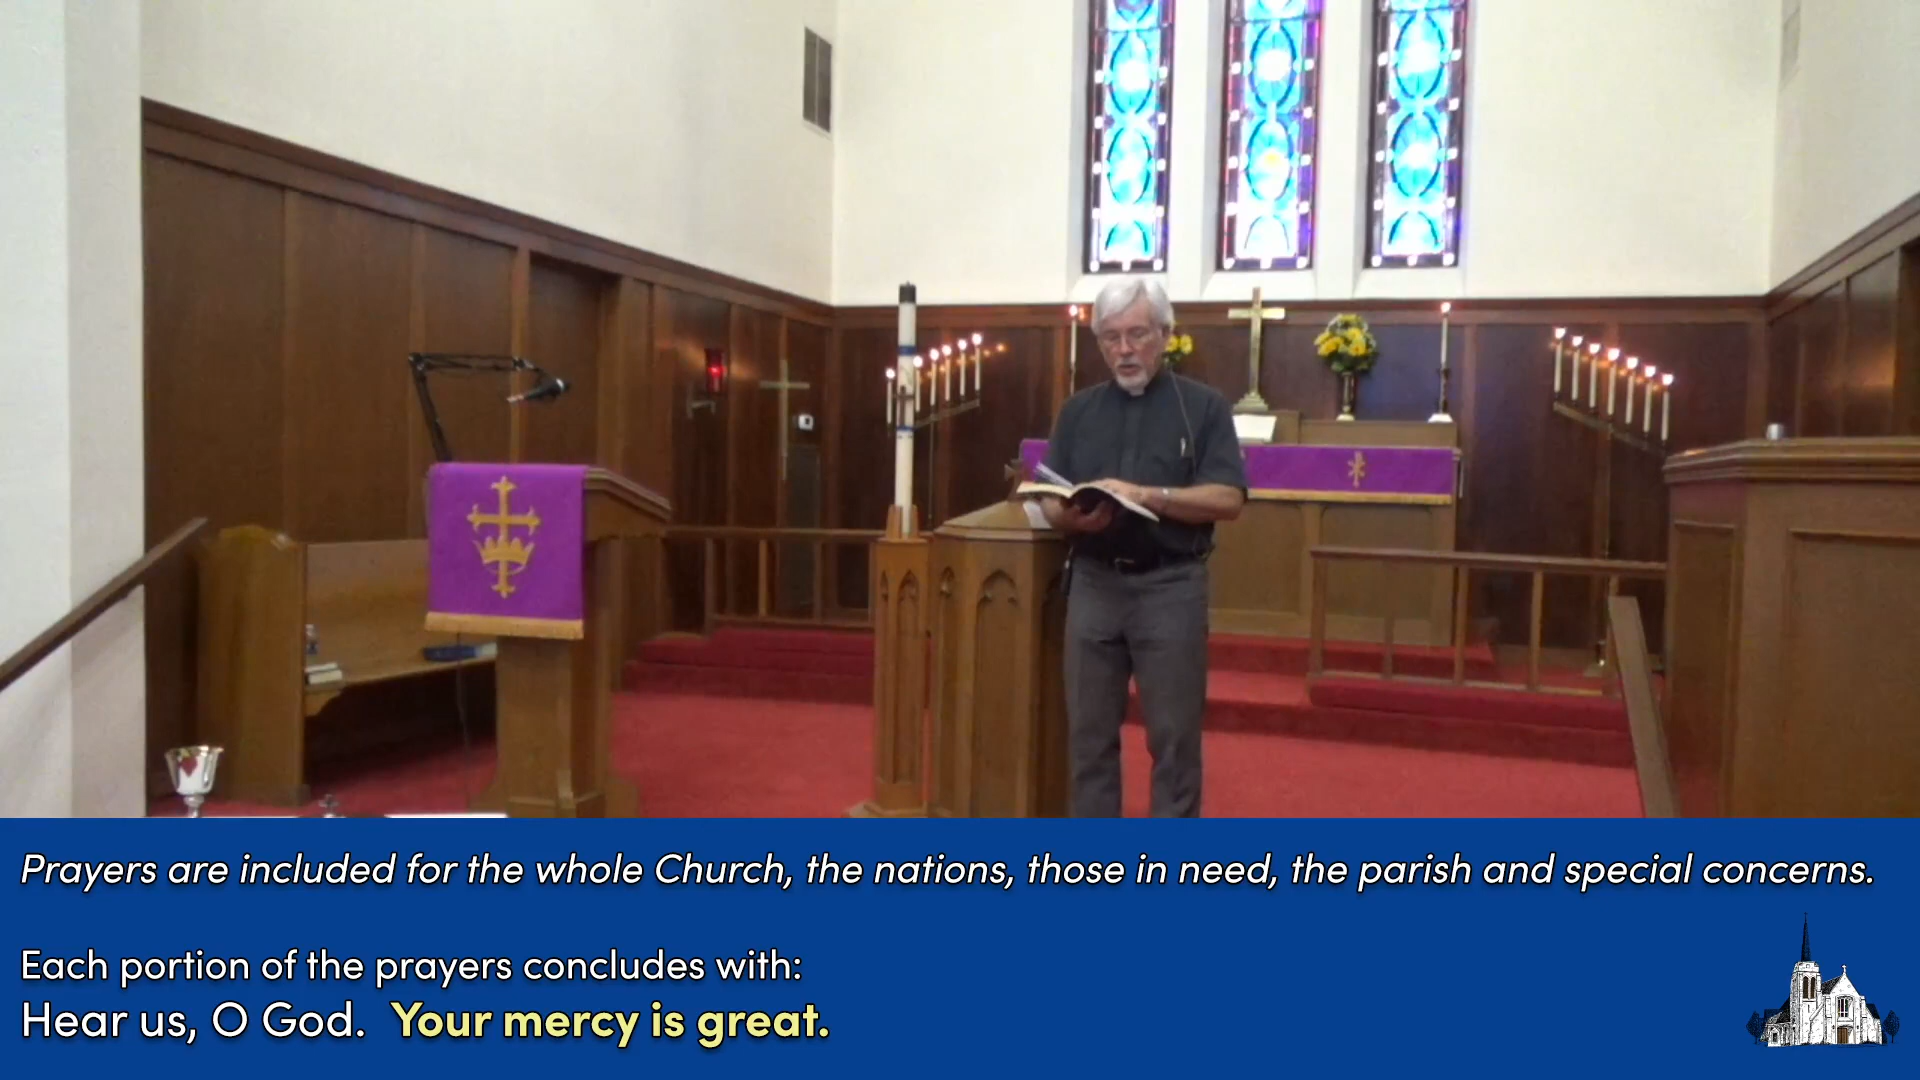 Prayers are included for the whole Church, the nations, those in need, the parish and special concerns.
Each portion of the prayers concludes with:
Hear us, O God. Your mercy is great.